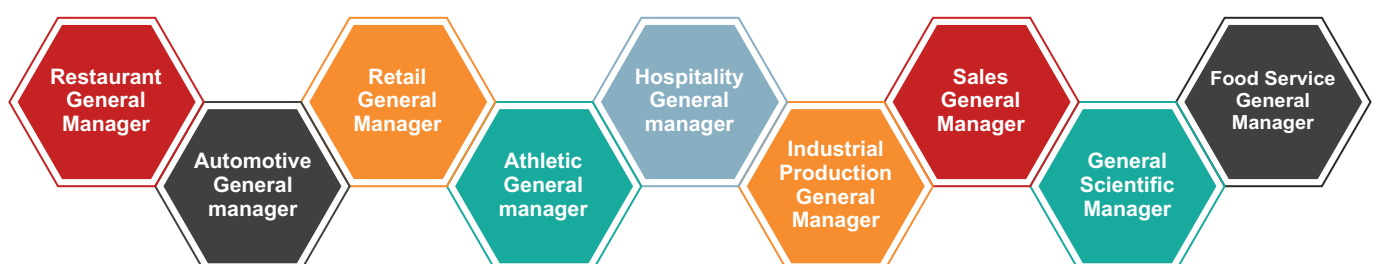 Restaurant
General
Manager
Automotive
General
manager
Retail
General
Manager
Athletic
General
manager
Hospitality
General
manager
Industrial
Production
General
Manager
Sales
General
Manager
General
Scientific
Manager
Food Service
General
Manager